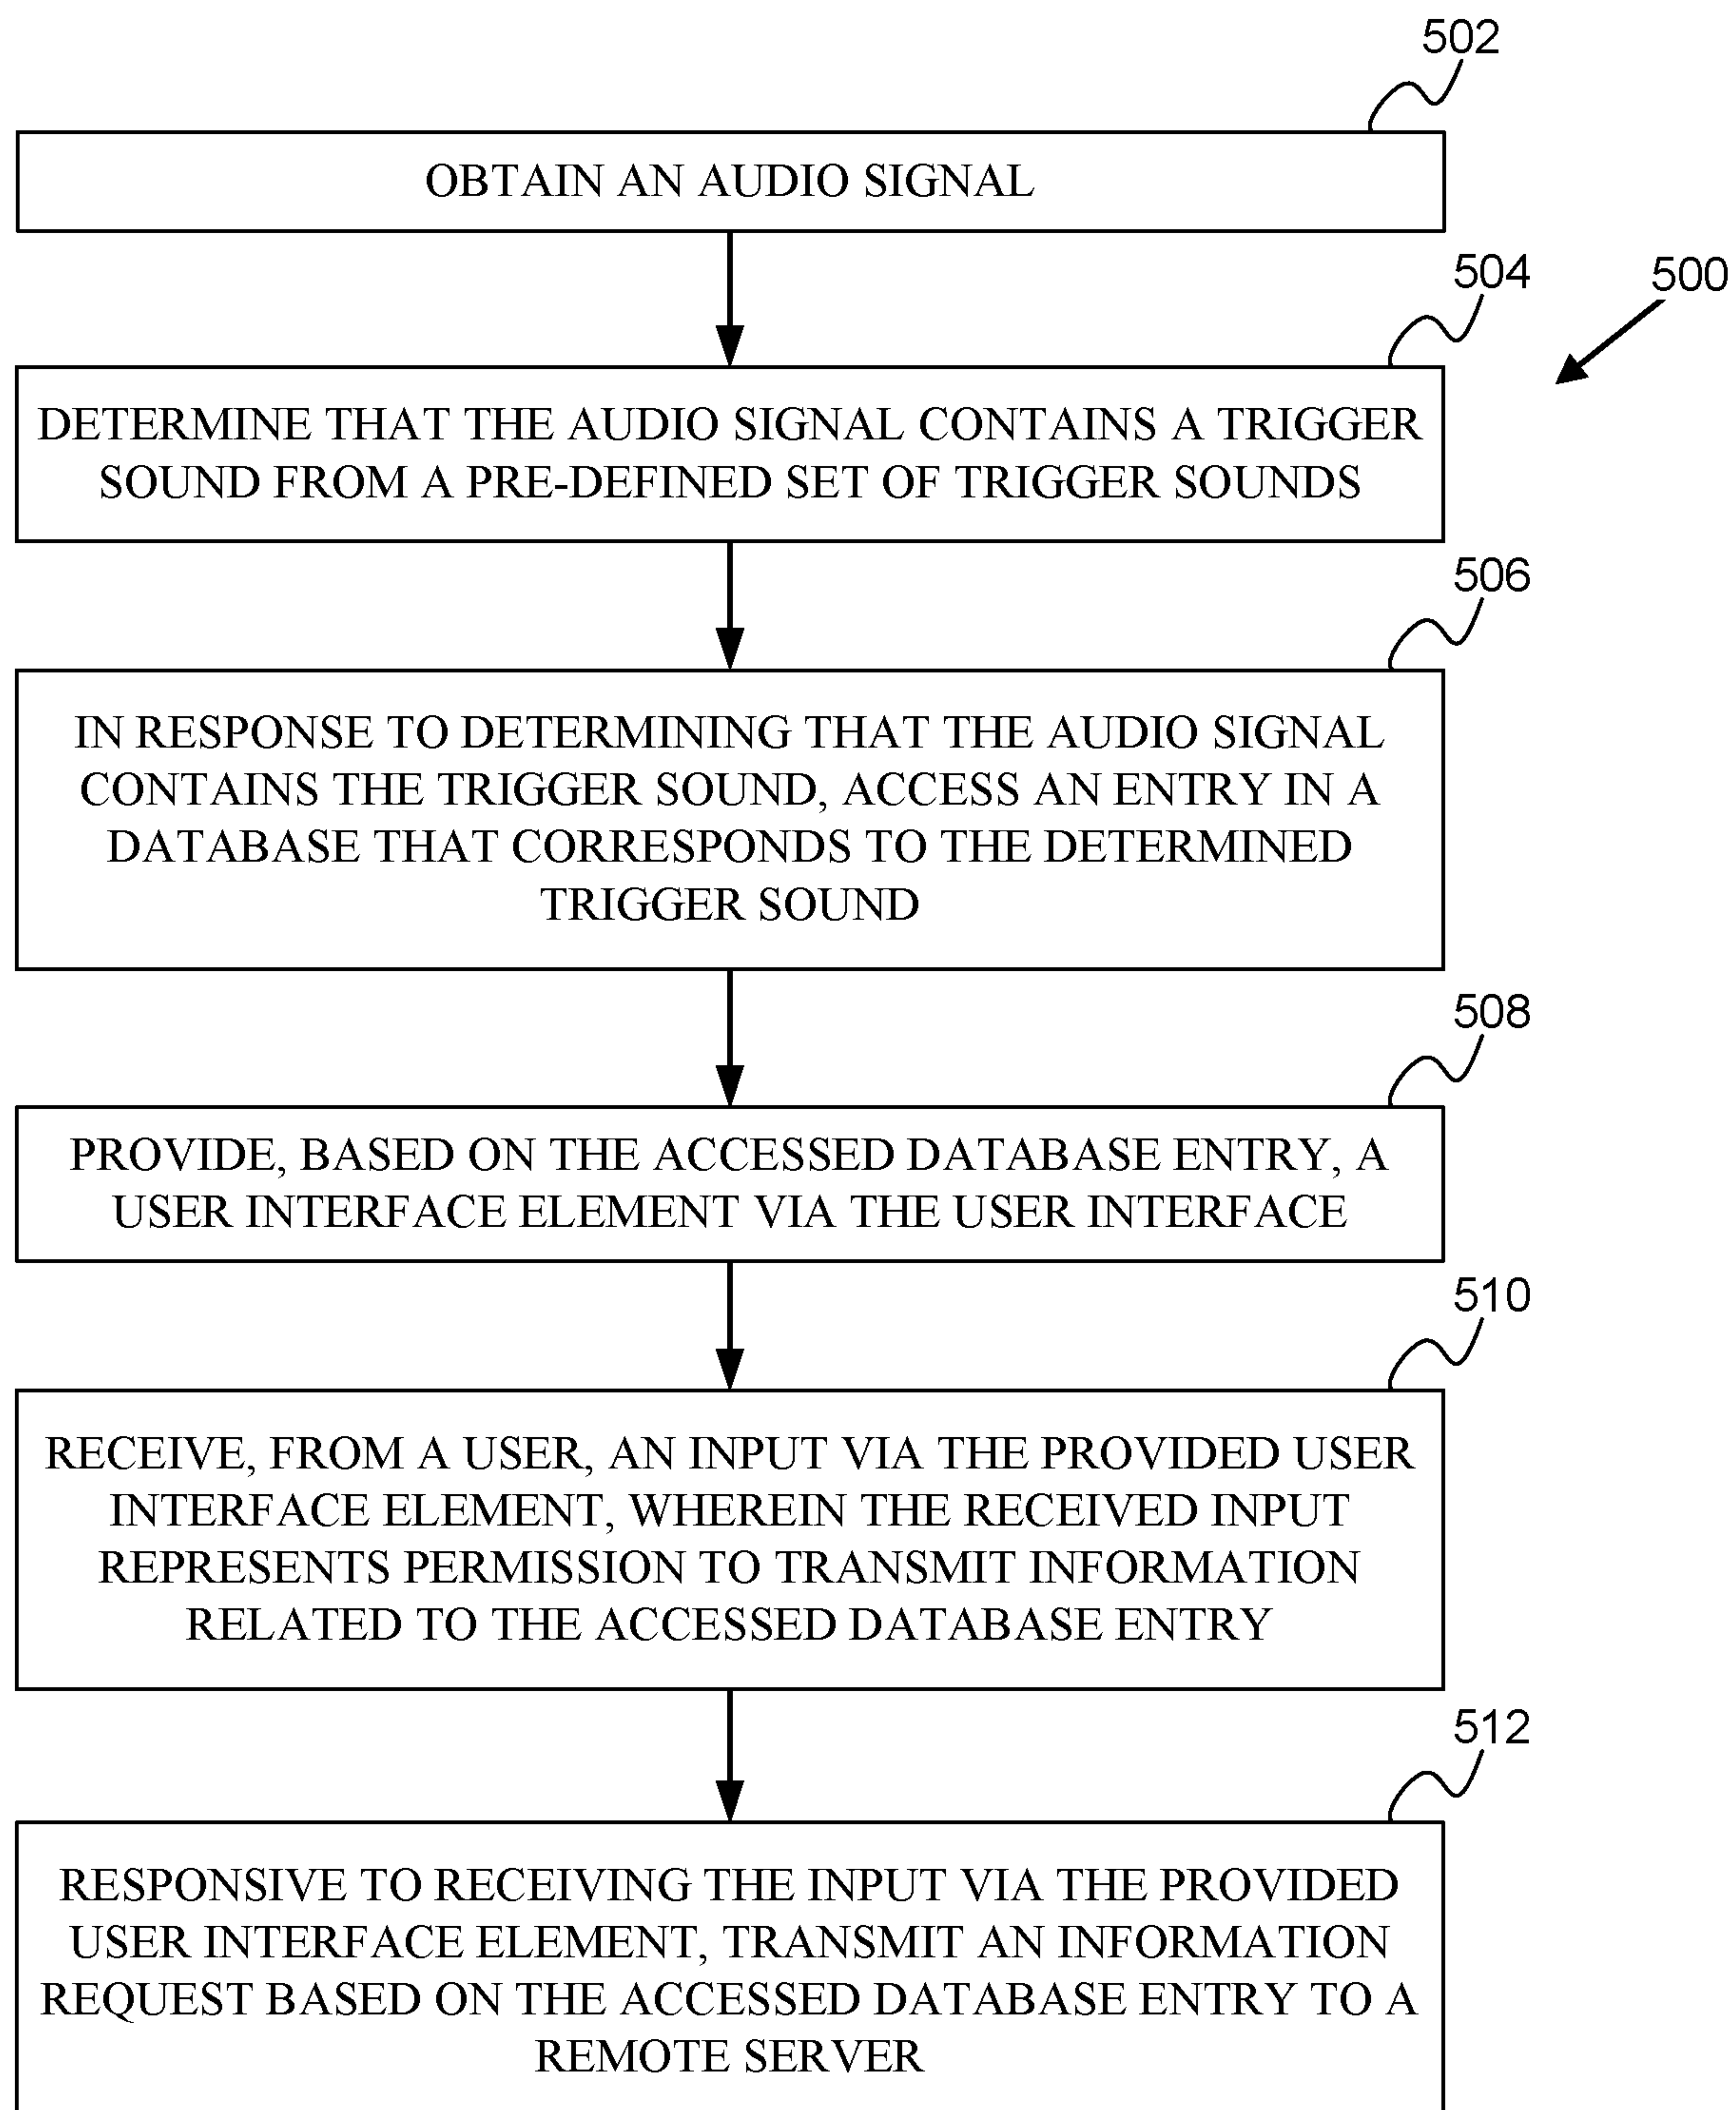 502
OBTAIN AN AUDIO SIGNAL
504
500
DETERMINE THAT THE AUDIO SIGNAL CONTAINS A TRIGGER
SOUND FROM A PRE-DEFINED SET OF TRIGGER SOUNDS
506
IN RESPONSE TO DETERMINING THAT THE AUDIO SIGNAL
CONTAINS THE TRIGGER SOUND, ACCESS AN ENTRY IN A
DATABASE THAT CORRESPONDS TO THE DETERMINED
TRIGGER SOUND
508
PROVIDE, BASED ON THE ACCESSED DATABASE ENTRY, A
USER INTERFACE ELEMENT VIA THE USER INTERFACE
510
RECEIVE, FROM A USER, AN INPUT VIA THE PROVIDED USER
INTERFACE ELEMENT, WHEREIN THE RECEIVED INPUT
REPRESENTS PERMISSION TO TRANSMIT INFORMATION
RELATED TO THE ACCESSED DATABASE ENTRY
512
RESPONSIVE TO RECEIVING THE INPUT VIA THE PROVIDED
USER INTERFACE ELEMENT, TRANSMIT AN INFORMATION
REQUEST BASED ON THE ACCESSED DATABASE ENTRY TO A
REMOTE SERVER